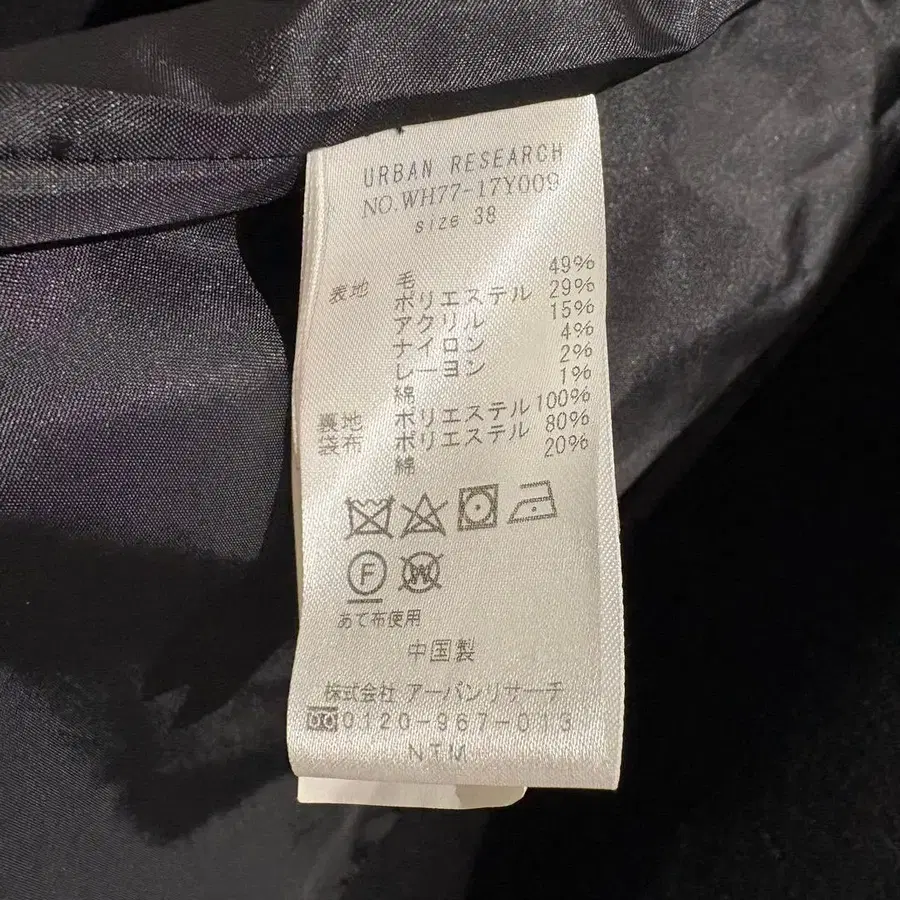 URBAN RESEARCH
NO.WH77-17Y009
size 38
表地 毛 49%
ポリエステル 29%
アクリル 15%
ナイロン 4%
レーヨン 2%
綿 1%
裏地 ポリエステル 100%
袋布 ポリエステル 80%
綿 20%
F W
あて布使用
中国製
株式会社 アーバンリサーチ
0120-967-013
NTM